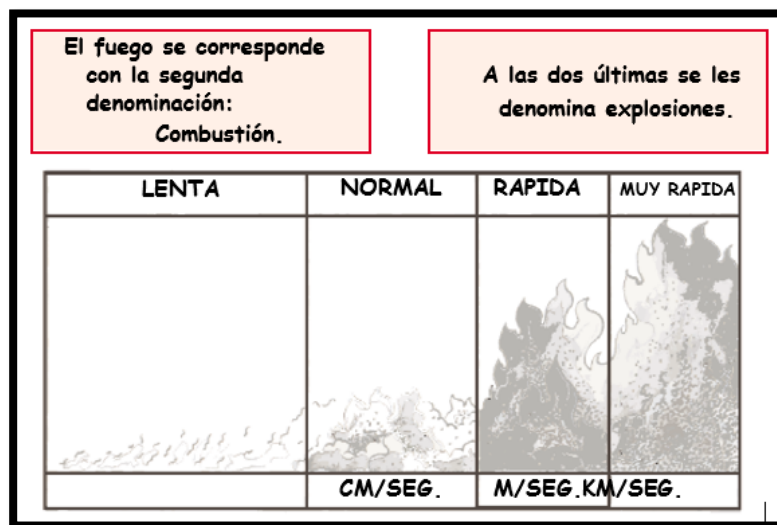 El fuego se corresponde
con la segunda
denominación:
Combustión.
A las dos últimas se les
denomina explosiones.
LENTA NORMAL RAPIDA MUY RAPIDA
CM/SEG. M/SEG.KM/SEG.